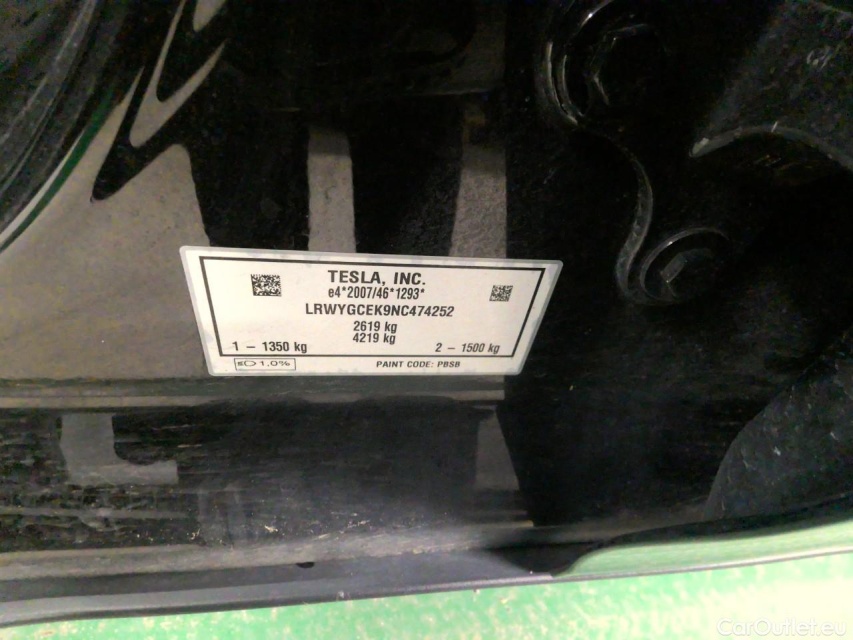 TESLA, INC.
e4*2007/46*1293*
LRWYGCEK9NC474252
2619 kg
4219 kg
1 - 1350 kg
2 - 1500 kg
1,0%
PAINT CODE: PBSB
CarOutlet.eu